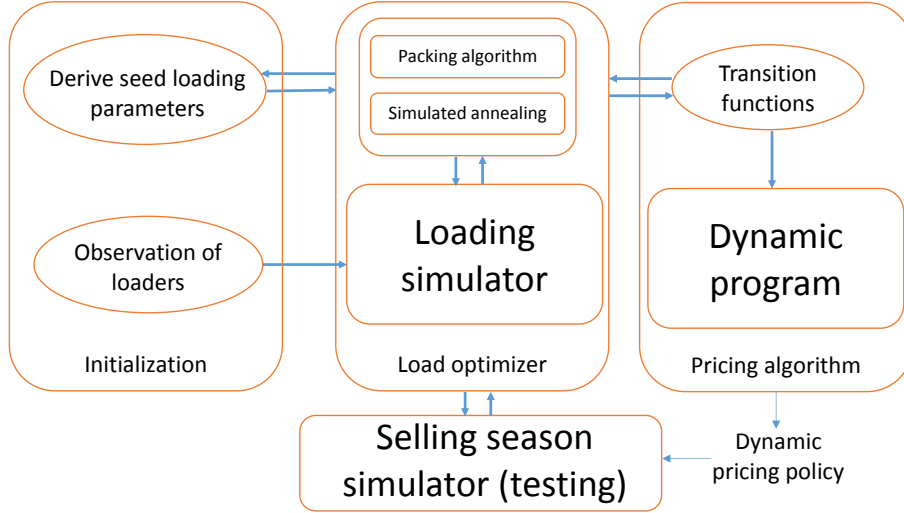 Derive seed loading
parameters
Observation of
loaders
Initialization
Packing algorithm
Simulated annealing
Loading
simulator
Load optimizer
Transition
functions
Dynamic
program
Pricing algorithm
Selling season
simulator (testing)
Dynamic
pricing policy